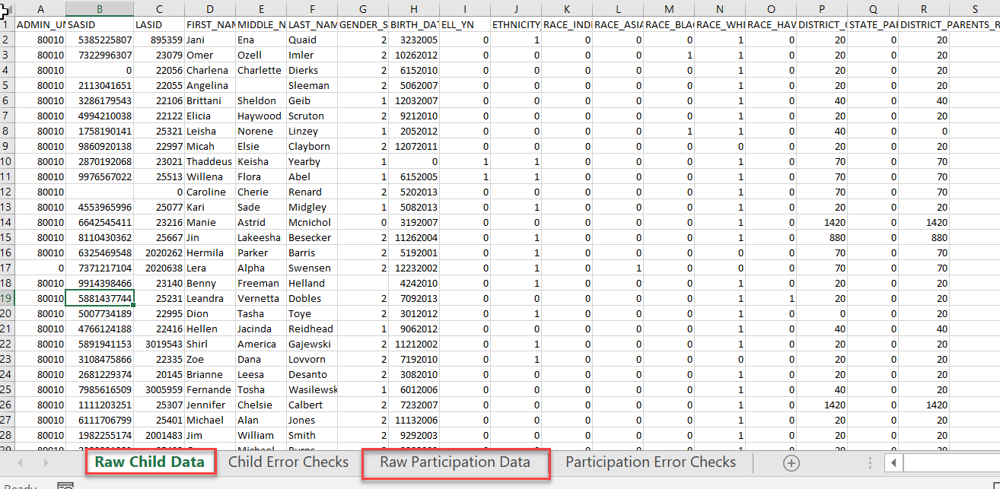 A B C D E F G H I J K L M N O P Q R S
1 ADMIN_UN SASID LASID FIRST_NAM MIDDLE_N LAST_NAM GENDER_S BIRTH_DAT ELL_YN ETHNICITY_ RACE_INDI RACE_ASIA RACE_BLAC RACE_WHI RACE_HAW DISTRICT_C STATE_PAR DISTRICT_PARENTS_R
2 80010 5385225807 895359 Jani Ena Quaid 2 3232005 0 1 0 0 0 1 0 20 0 20
3 80010 7322996307 23079 Omer Ozell Imler 2 10262012 0 0 0 0 1 1 0 20 0 20
4 80010 0 22056 Charlena Charlette Dierks 2 6152010 0 0 0 0 0 1 0 20 0 20
5 80010 2113041651 22055 Angelina Sleeman 2 5062007 0 0 0 0 0 1 0 20 0 20
6 80010 3286179543 22106 Brittani Sheldon Geib 1 12032007 0 0 0 0 0 1 0 40 0 40
7 80010 4994210038 22122 Elicia Haywood Scruton 2 9212010 0 0 0 0 0 1 0 20 0 20
8 80010 1758190141 25321 Leisha Norene Linzey 1 2052012 0 0 0 0 1 1 0 40 0 0
9 80010 9860920138 22997 Micah Elsie Clayborn 2 12072011 0 0 0 0 0 0 0 20 0 20
10 80010 2870192068 23021 Thaddeus Keisha Yearby 1 0 1 1 0 0 0 1 0 70 0 70
11 80010 9976567022 25513 Willena Flora Abel 1 6152005 1 1 0 0 0 1 0 70 0 70
12 80010 0 Caroline Cherie Renard 2 5202013 0 0 0 0 0 1 0 70 0 70
13 80010 4553965996 25077 Kari Sade Midgley 1 5082013 0 1 0 0 0 1 0 20 0 20
14 80010 6642545411 23216 Manie Astrid Mcnichol 0 3192007 0 0 0 0 0 1 0 1420 0 1420
15 80010 8110430362 25667 Jin Lakeesha Besecker 2 11262004 0 0 0 0 0 1 0 880 0 880
16 80010 6325469548 2020262 Hermila Parker Barris 2 5192001 0 1 0 0 0 0 0 70 0 70
17 0 7371217104 2020638 Lera Alpha Swensen 2 12232002 0 1 0 1 0 0 0 70 0 70
18 80010 9914398466 23140 Benny Freeman Helland 4242010 0 1 0 0 0 1 0 20 0 20
19 80010 5881437744 25231 Leandra Vernetta Dobles 2 7092013 0 0 0 0 0 1 1 20 0 20
20 80010 5007734189 22995 Dion Tasha Toye 2 3012012 0 1 0 0 0 1 0 0 0 20
21 80010 4766124188 22416 Hellen Jacinda Reidhead 1 9062012 0 0 0 0 0 1 0 40 0 40
22 80010 5891941153 3019543 Shirl America Gajewski 2 11212002 0 1 0 0 0 1 0 20 0 20
23 80010 3108475866 22335 Zoe Dana Lovvorn 2 7192010 0 1 0 0 0 0 0 20 0 20
24 80010 2681229374 20145 Brianne Leesa Desanto 2 3082010 0 0 0 0 0 1 0 20 0 20
25 80010 7985616509 3005959 Fernande Tosha Wasilewsk 1 6012006 0 0 0 0 0 1 0 40 0 20
26 80010 1111203251 25307 Jennifer Chelsie Calbert 2 7232007 0 0 0 0 0 1 0 1420 0 1420
27 80010 6111706799 25401 Michael Alan Jones 2 11132006 0 0 0 0 0 1 0 20 0 20
28 80010 1982255174 2001483 Jim William Smith 2 9292003 0 0 0 0 0 1 0 20 0 20
Raw Child Data Child Error Checks Raw Participation Data Participation Error Checks
Ready